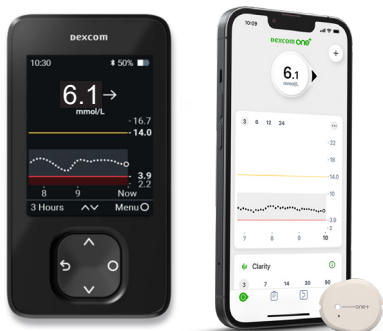 Dexcom
10:30
50%
6.1
mmol/L
16.7
14.0
3.9
2.2
8 9 Now
3 Hours
Menu
10:09
Dexcom ONE+
+
6.1
mmol/L
3 6 12 24
22
18
14.0
10
3.9
2
7 8 9 10
Clarity
3 7 14 30 90
one+